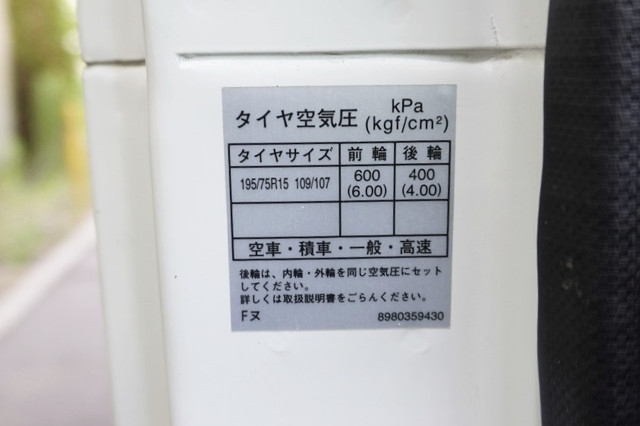 タイヤ空気圧 kPa
(kgf/cm²)
タイヤサイズ 前輪 後輪
195/75R15 109/107 600 400
(6.00) (4.00)
空車・積車・一般・高速
後輪は、内輪・外輪を同じ空気圧にセット
してください。
詳しくは取扱説明書をごらんください。
Fヌ 8980359430